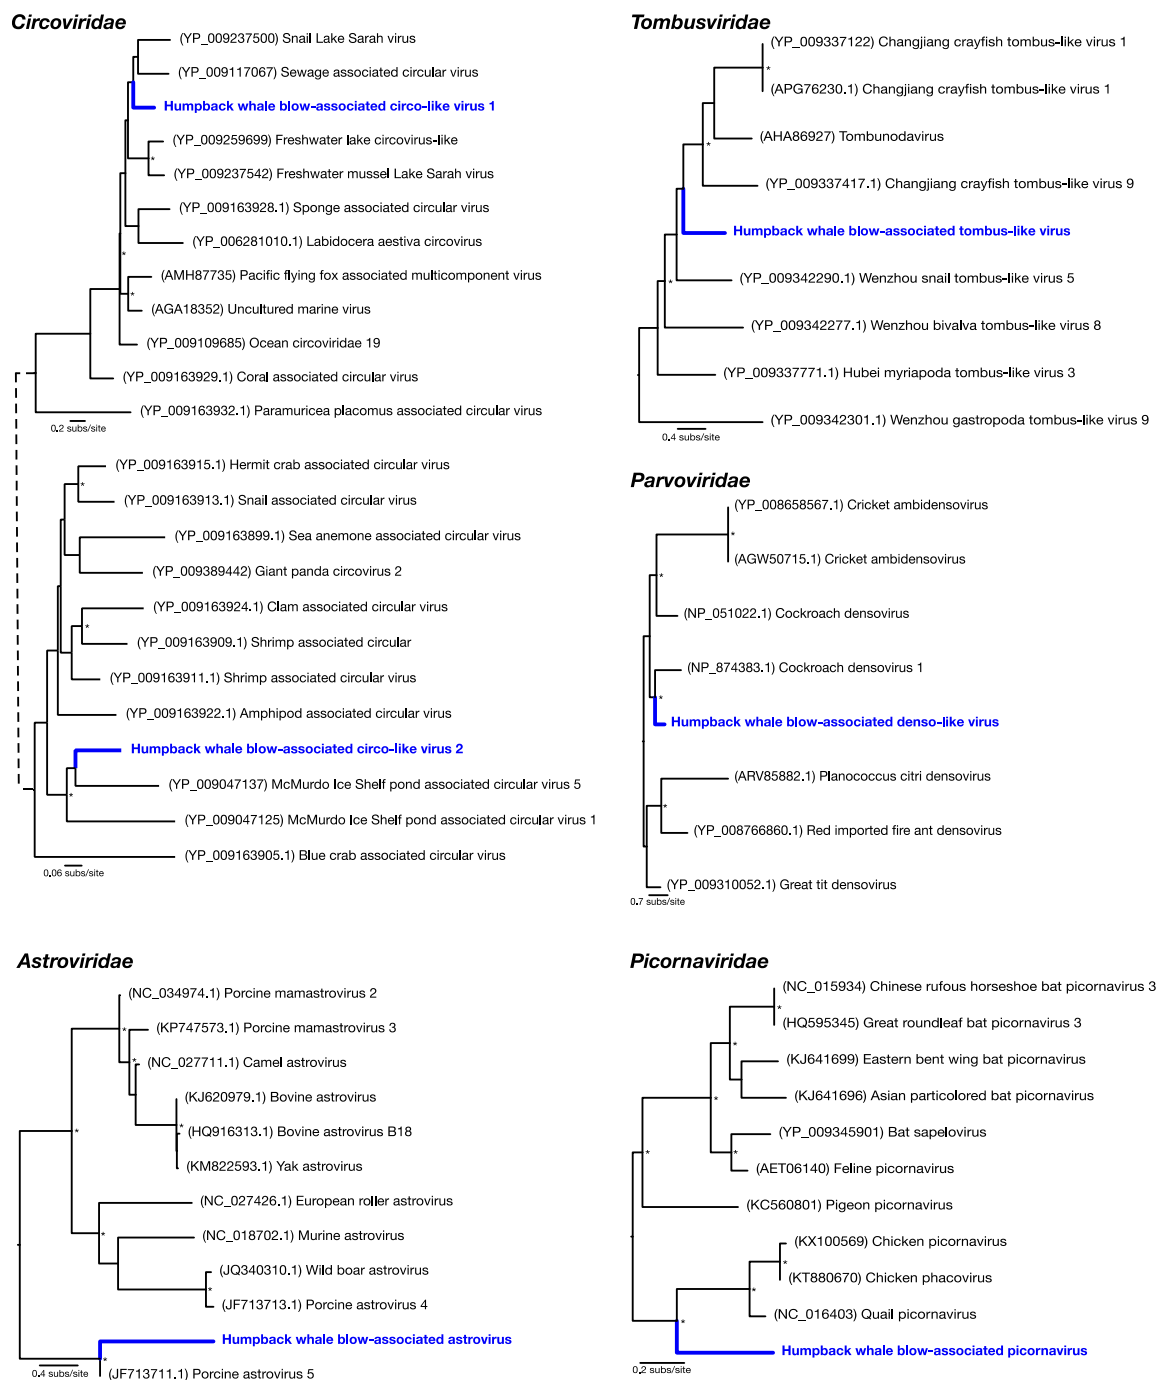 Circoviridae
(YP_009237500) Snail Lake Sarah virus
(YP_009117067) Sewage associated circular virus
Humpback whale blow-associated circo-like virus 1
(YP_009259699) Freshwater lake circovirus-like
*
(YP_009237542) Freshwater mussel Lake Sarah virus
(YP_009163928.1) Sponge associated circular virus
(YP_006281010.1) Labidocera aestiva circovirus
*
(AMH87735) Pacific flying fox associated multicomponent virus
*
(AGA18352) Uncultured marine virus
(YP_009109685) Ocean circoviridae 19
(YP_009163929.1) Coral associated circular virus
(YP_009163932.1) Paramuricea placomus associated circular virus
0.2 subs/site
(YP_009163915.1) Hermit crab associated circular virus
*
(YP_009163913.1) Snail associated circular virus
(YP_009163899.1) Sea anemone associated circular virus
(YP_009389442) Giant panda circovirus 2
(YP_009163924.1) Clam associated circular virus
*
(YP_009163909.1) Shrimp associated circular
(YP_009163911.1) Shrimp associated circular virus
(YP_009163922.1) Amphipod associated circular virus
Humpback whale blow-associated circo-like virus 2
(YP_009047137) McMurdo Ice Shelf pond associated circular virus 5
*
(YP_009047125) McMurdo Ice Shelf pond associated circular virus 1
(YP_009163905.1) Blue crab associated circular virus
0.06 subs/site
Tombusviridae
(YP_009337122) Changjiang crayfish tombus-like virus 1
*
(APG76230.1) Changjiang crayfish tombus-like virus 1
(AHA86927) Tombunodavirus
*
(YP_009337417.1) Changjiang crayfish tombus-like virus 9
Humpback whale blow-associated tombus-like virus
(YP_009342290.1) Wenzhou snail tombus-like virus 5
*
(YP_009342277.1) Wenzhou bivalva tombus-like virus 8
(YP_009337771.1) Hubei myriapoda tombus-like virus 3
(YP_009342301.1) Wenzhou gastropoda tombus-like virus 9
0.4 subs/site
Parvoviridae
(YP_008658567.1) Cricket ambidensovirus
*
(AGW50715.1) Cricket ambidensovirus
*
(NP_051022.1) Cockroach densovirus
(NP_874383.1) Cockroach densovirus 1
*
Humpback whale blow-associated denso-like virus
(ARV85882.1) Planococcus citri densovirus
*
(YP_008766860.1) Red imported fire ant densovirus
(YP_009310052.1) Great tit densovirus
0.7 subs/site
Astroviridae
(NC_034974.1) Porcine mamastrovirus 2
*
(KP747573.1) Porcine mamastrovirus 3
*
(NC_027711.1) Camel astrovirus
(KJ620979.1) Bovine astrovirus
*
(HQ916313.1) Bovine astrovirus B18
*
(KM822593.1) Yak astrovirus
(NC_027426.1) European roller astrovirus
*
(NC_018702.1) Murine astrovirus
(JQ340310.1) Wild boar astrovirus
*
(JF713713.1) Porcine astrovirus 4
Humpback whale blow-associated astrovirus
*
(JF713711.1) Porcine astrovirus 5
0.4 subs/site
Picornaviridae
(NC_015934) Chinese rufous horseshoe bat picornavirus 3
*
(HQ595345) Great roundleaf bat picornavirus 3
*
(KJ641699) Eastern bent wing bat picornavirus
*
(KJ641696) Asian particolored bat picornavirus
(YP_009345901) Bat sapelovirus
*
*
(AET06140) Feline picornavirus
(KC560801) Pigeon picornavirus
(KX100569) Chicken picornavirus
*
(KT880670) Chicken phacovirus
*
(NC_016403) Quail picornavirus
*
Humpback whale blow-associated picornavirus
0.2 subs/site